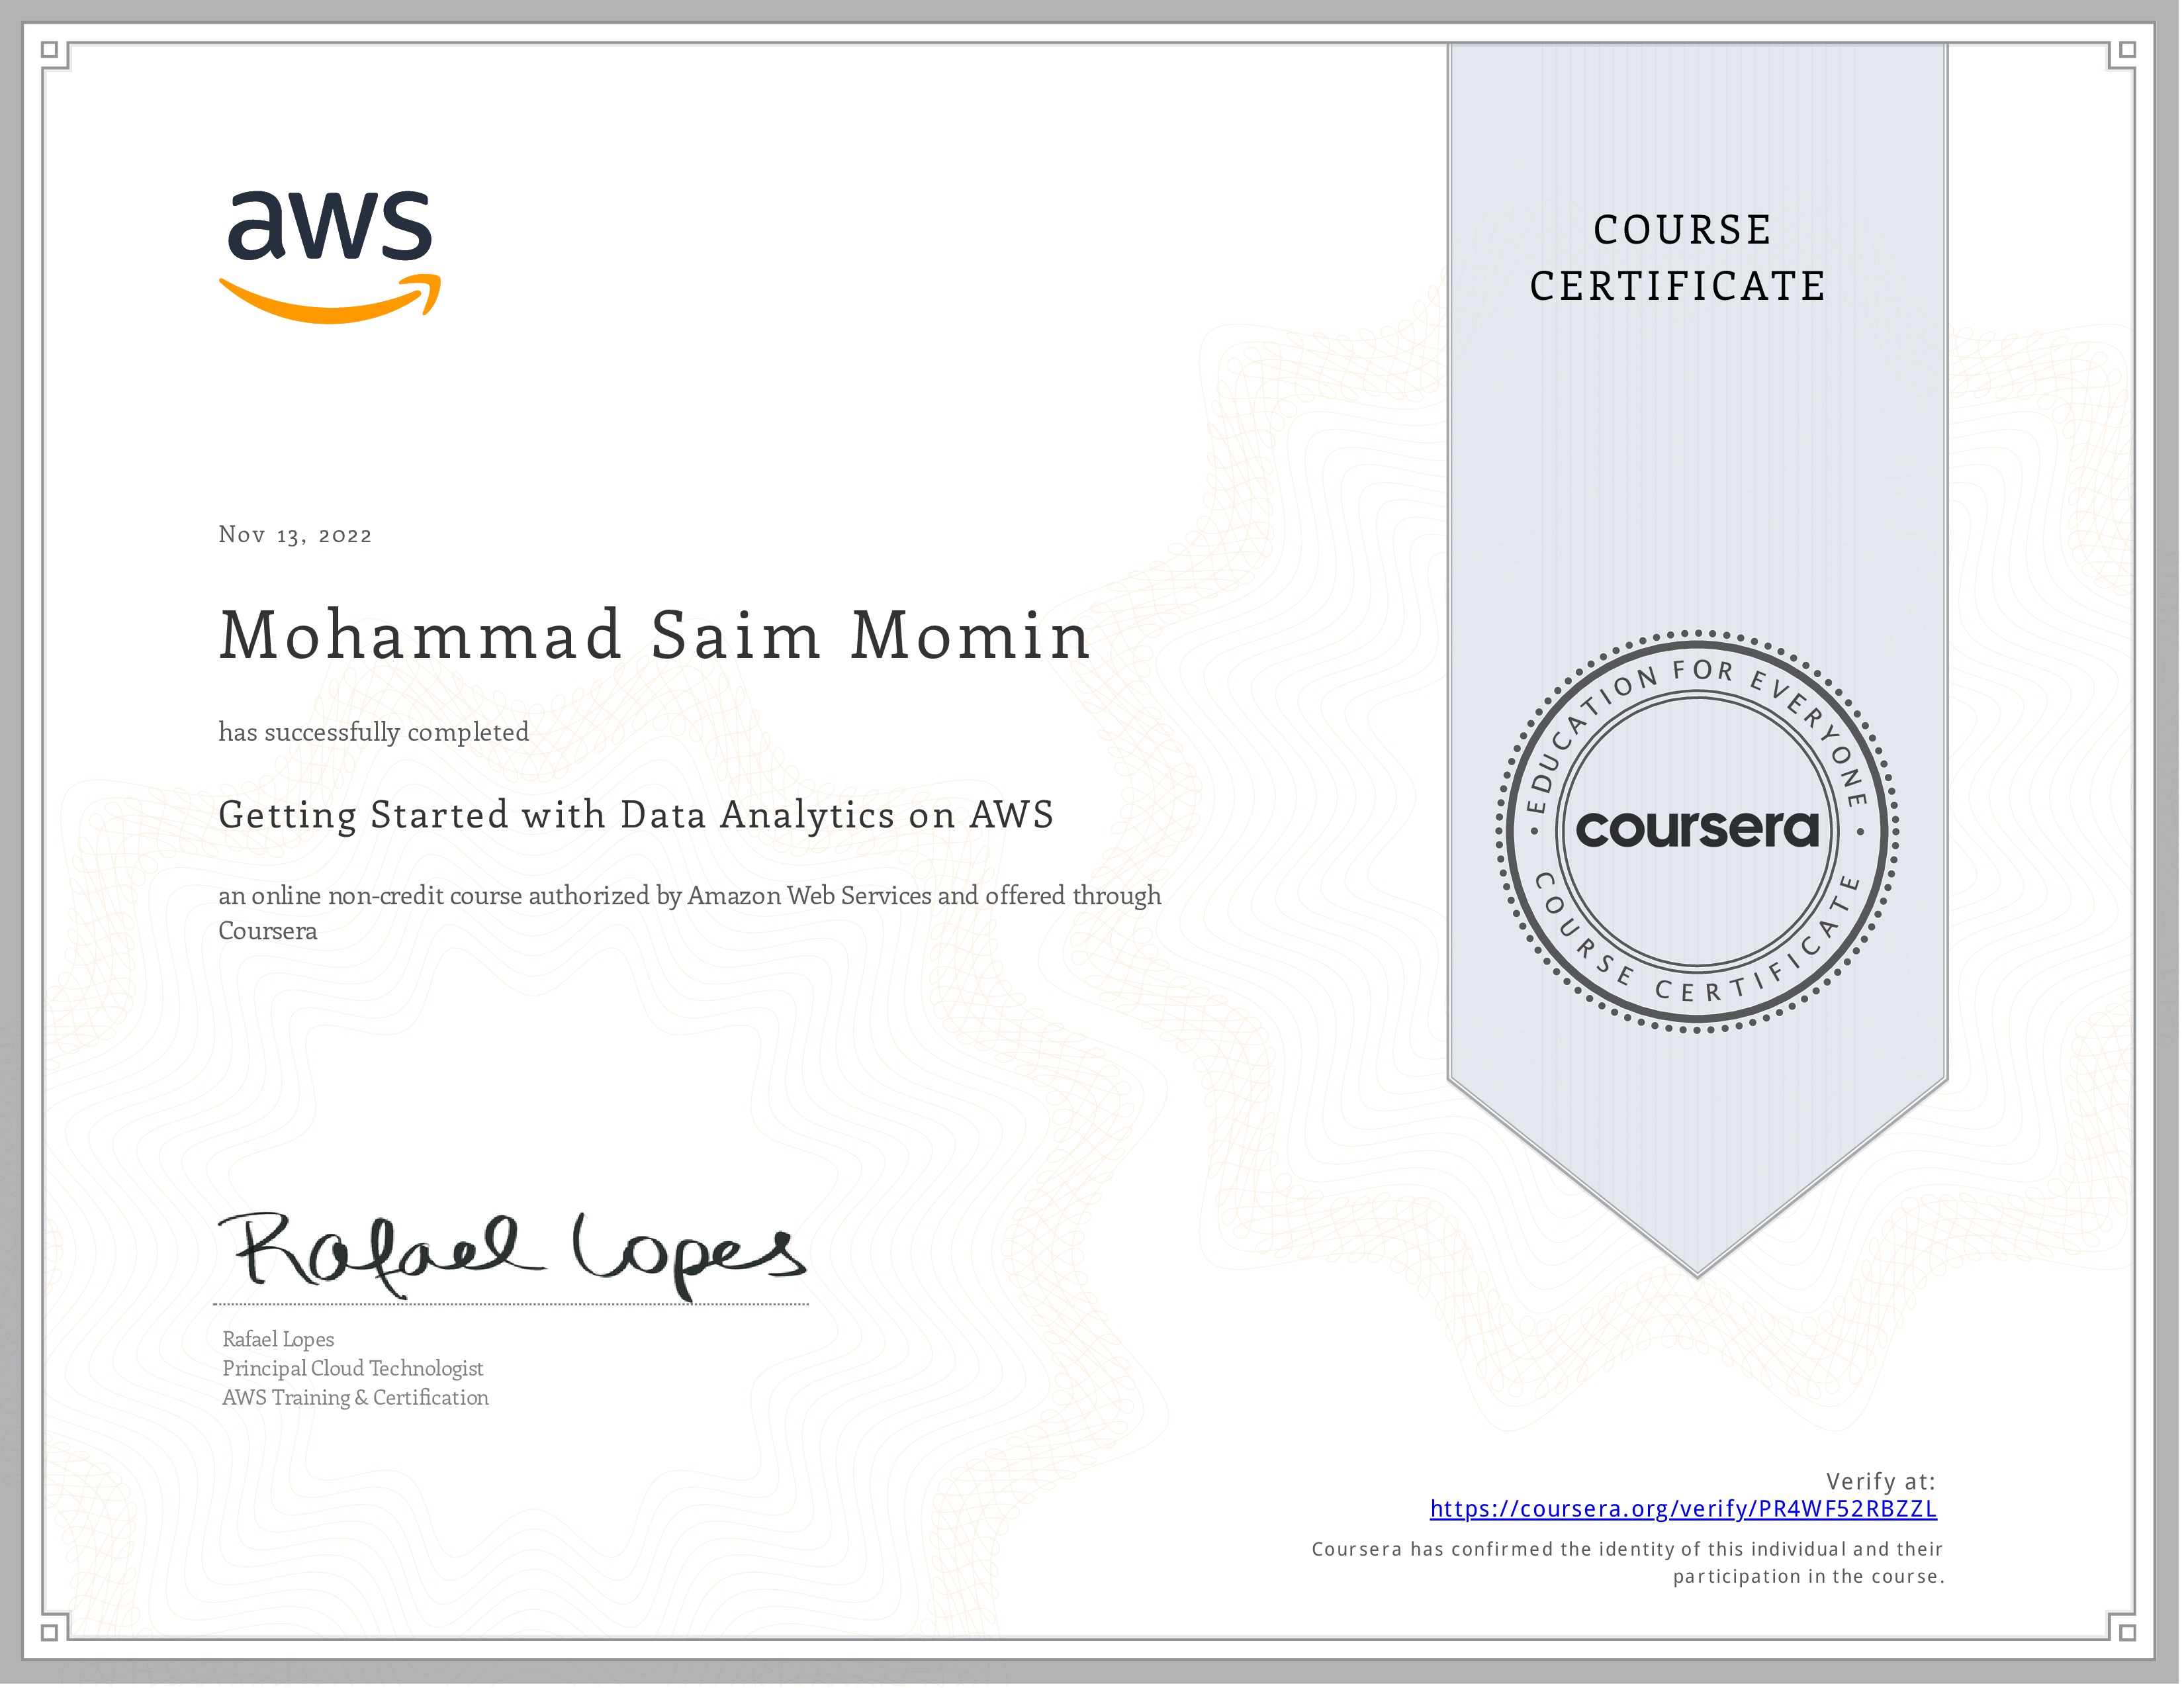 aws
COURSE
CERTIFICATE
Nov 13, 2022
Mohammad Saim Momin
has successfully completed
Getting Started with Data Analytics on AWS
an online non-credit course authorized by Amazon Web Services and offered through
Coursera
EDUCATION FOR EVERYONE
coursera
COURSE CERTIFICATE
Rafael Lopes
Rafael Lopes
Principal Cloud Technologist
AWS Training & Certification
Verify at:
https://coursera.org/verify/PR4WF52RBZZL
Coursera has confirmed the identity of this individual and their
participation in the course.